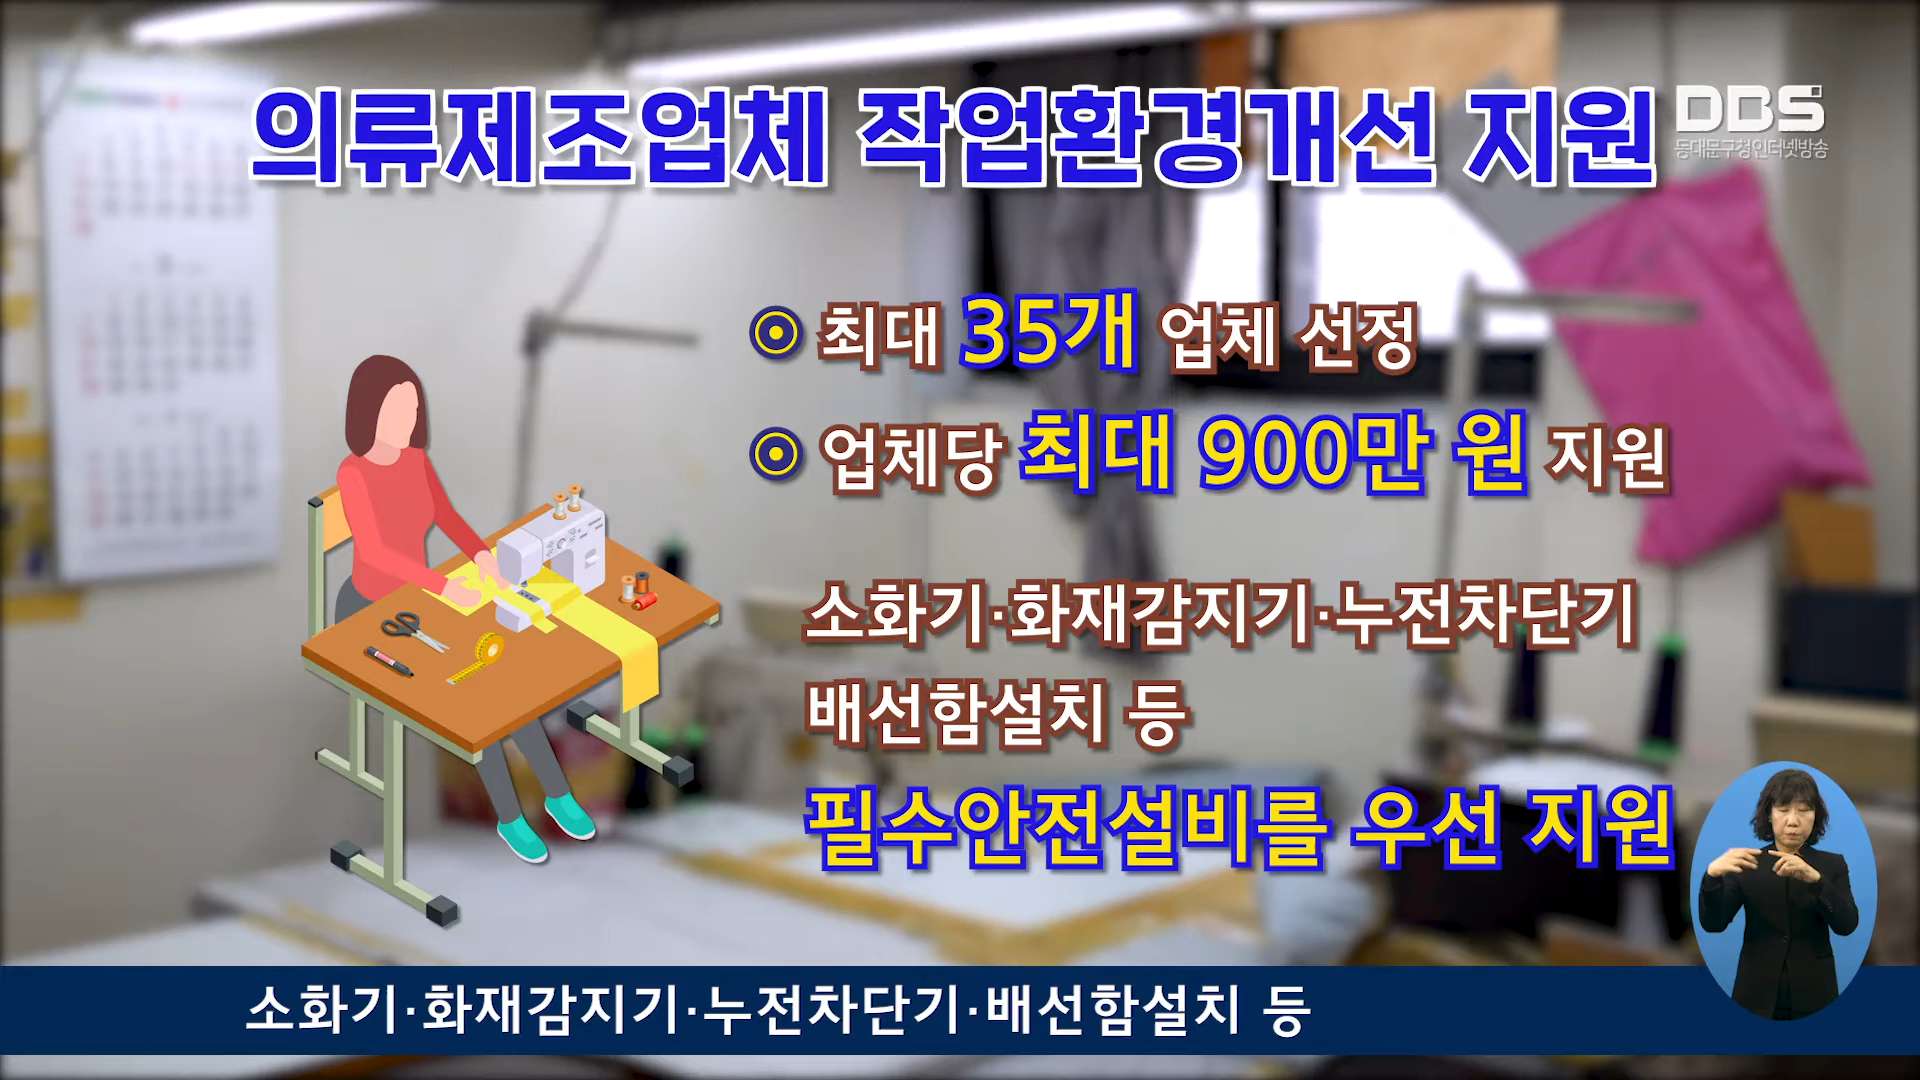 의류제조업체 작업환경개선 지원
DBS
동대문구청인터넷방송
⊙ 최대 35개 업체 선정
⊙ 업체당 최대 900만 원 지원
소화기·화재감지기·누전차단기
배선함설치 등
필수안전설비를 우선 지원
소화기·화재감지기·누전차단기·배선함설치 등